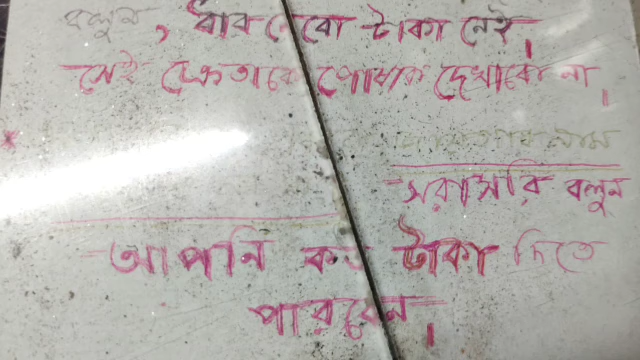 বলুন, ধার নেবো টাকা নেই,
সেই ক্রেতাকে পোষাক দেখাবো না।
সরাসরি বলুন
আপনি কত টাকা দিতে
পারবেন।